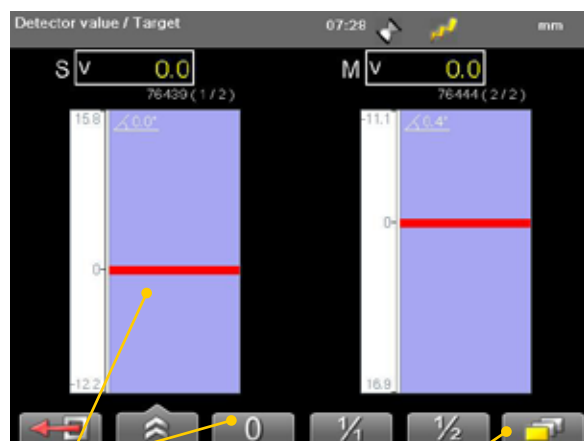 Detector value / Target 07:28 mm
S V 0.0 M V 0.0
76439 (1/2) 76444 (2/2)
15.8 0.0° -11.1 0.4°
0
0
-12.2 16.9
0 1/1 1/2